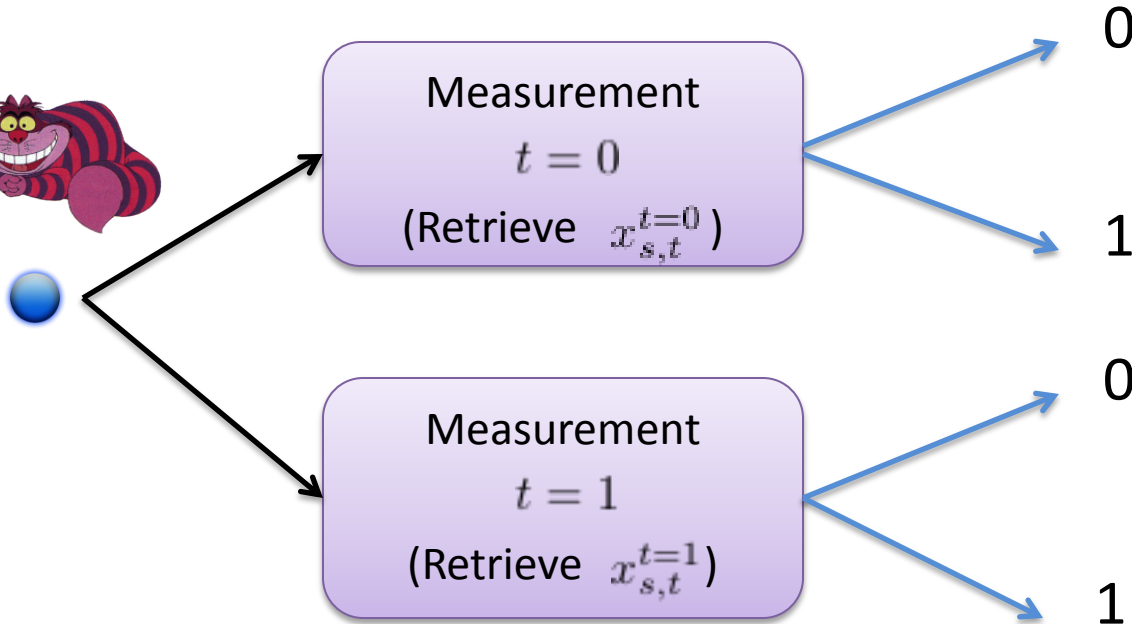 0
Measurement
t = 0
(Retrieve x_{s,t}^{t=0})
1
0
Measurement
t = 1
(Retrieve x_{s,t}^{t=1})
1